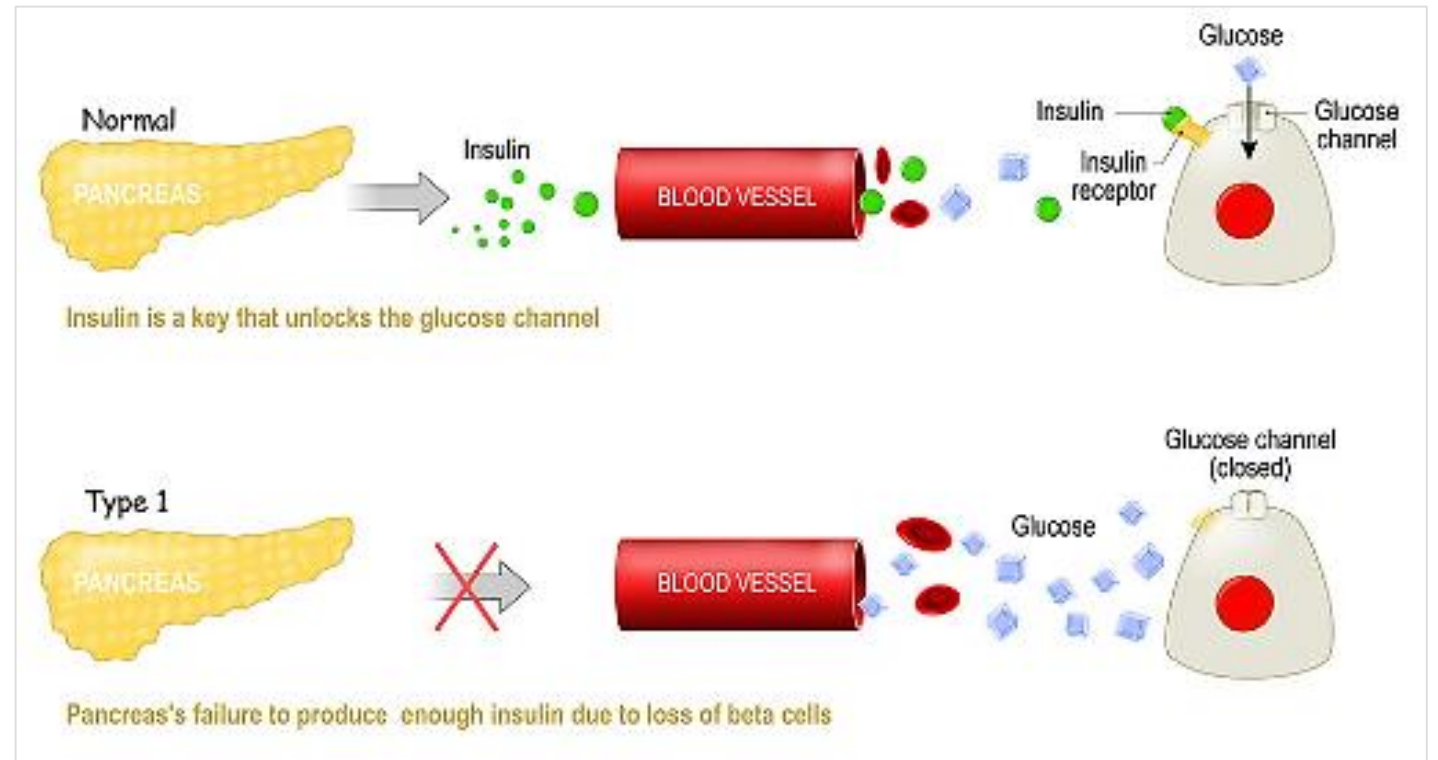 Glucose
Normal
Insulin
Glucose channel
Insulin
Insulin receptor
PANCREAS
BLOOD VESSEL
Insulin is a key that unlocks the glucose channel
Glucose channel
(closed)
Type 1
Glucose
PANCREAS
BLOOD VESSEL
Pancreas's failure to produce enough insulin due to loss of beta cells